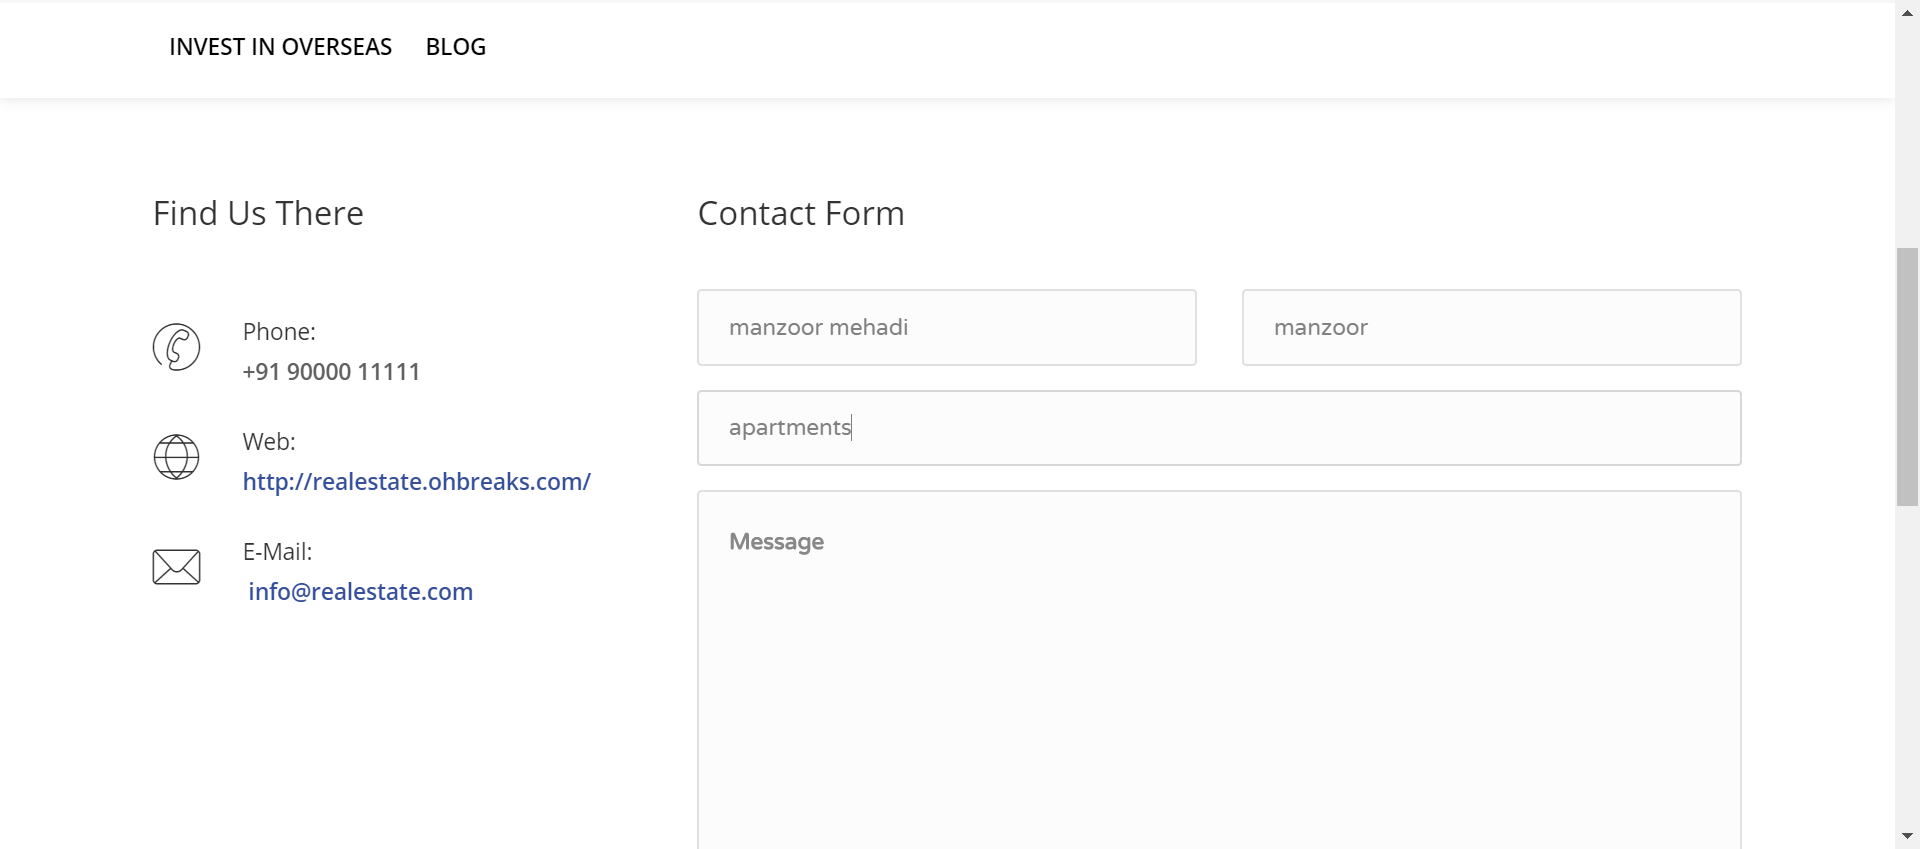 INVEST IN OVERSEAS BLOG
Find Us There
Phone:
+91 90000 11111
Web:
http://realestate.ohbreaks.com/
E-Mail:
info@realestate.com
Contact Form
manzoor mehadi
manzoor
apartments
Message